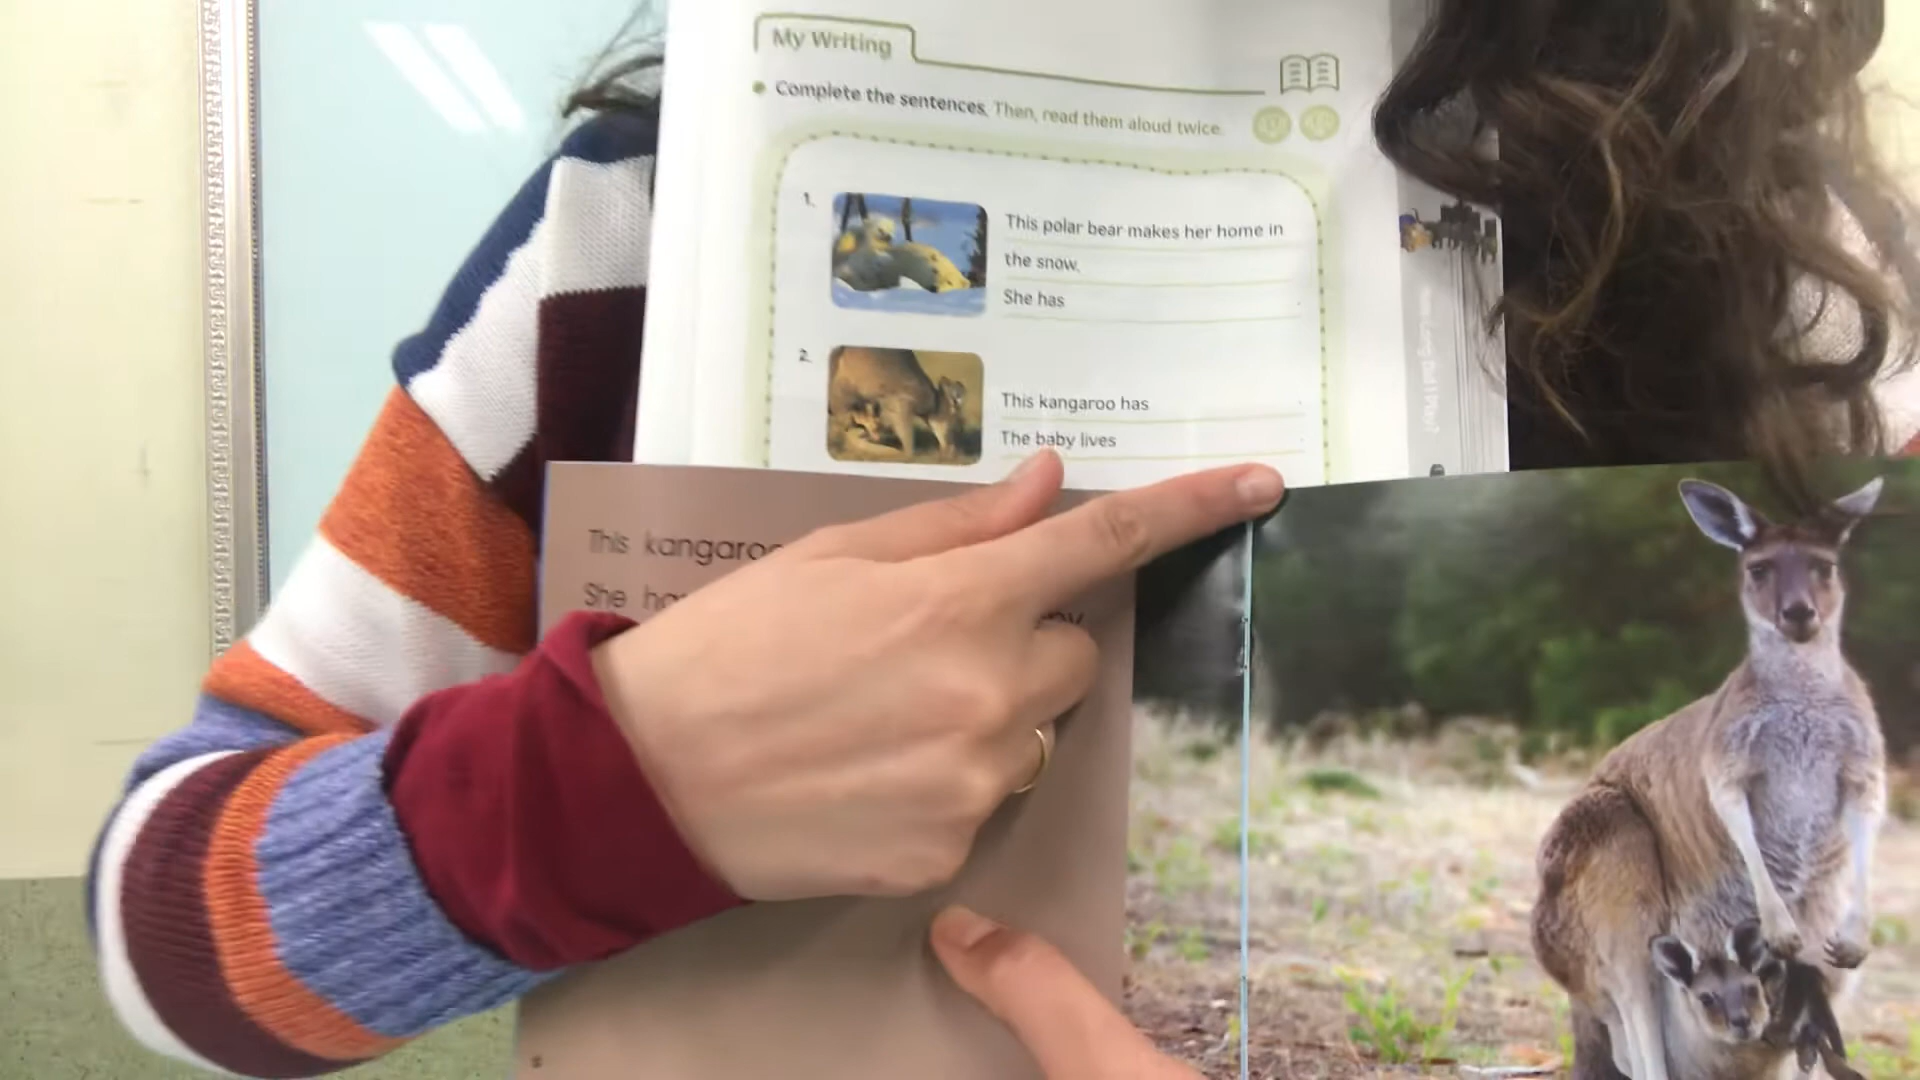 My Writing
Complete the sentences. Then, read them aloud twice.
1.
This polar bear makes her home in
the snow.
She has .
2.
This kangaroo has .
The baby lives .
This
She